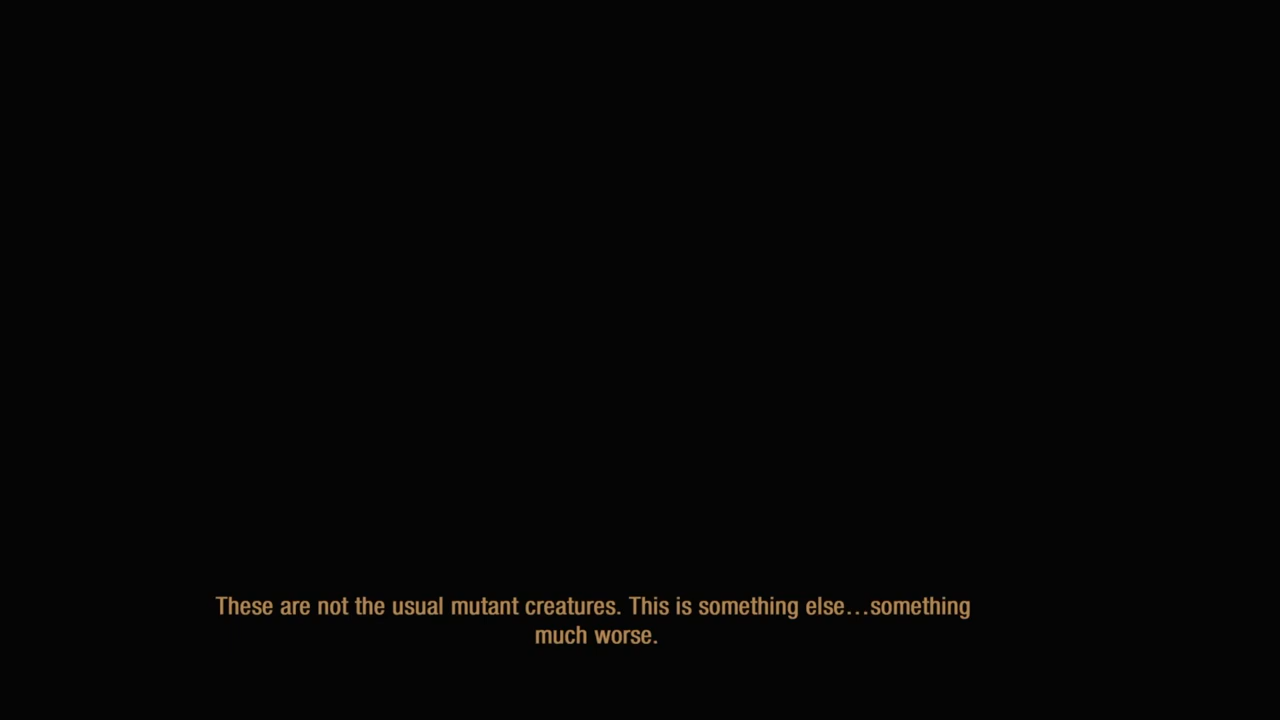 These are not the usual mutant creatures. This is something else…something
much worse.